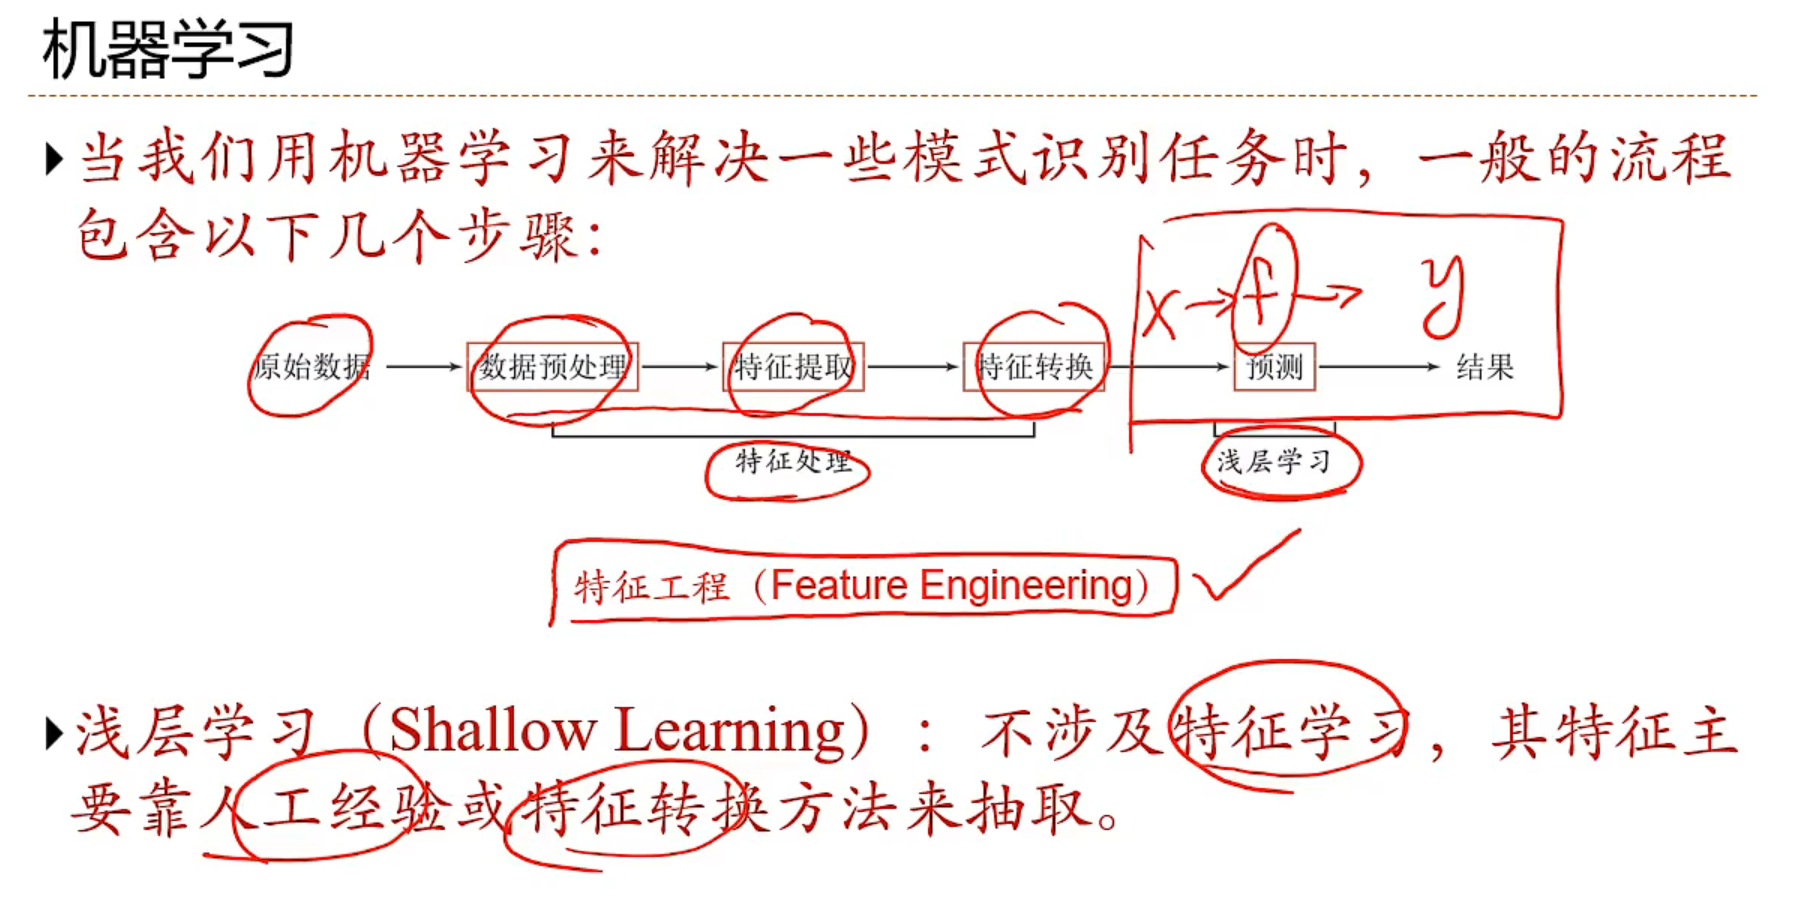 机器学习
当我们用机器学习来解决一些模式识别任务时，一般的流程
包含以下几个步骤：
x → f → y
原始数据 数据预处理 特征提取 特征转换 预测 结果
特征处理 浅层学习
特征工程（Feature Engineering）
浅层学习（Shallow Learning）：不涉及特征学习，其特征主
要靠人工经验或特征转换方法来抽取。